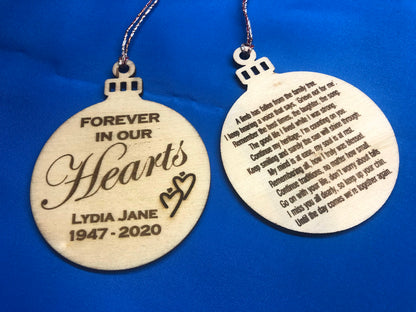 FOREVER
IN OUR
Hearts
LYDIA JANE
1947 - 2020
A limb has fallen from the family tree.
I keep hearing a voice that says, "Grieve not for me.
Remember the best times, the laughter, the song.
The good life I lived, while I was strong.
Continue my heritage, I'm counting on you.
Keep smiling and surely the sun will shine through.
My mind is at ease, my soul is at rest.
Remembering all, how I truly was blessed.
Continue traditions, no matter how small.
Go on with your life, don't worry about falls.
I miss you all dearly, so keep up your chin.
Until the day comes we're together again.